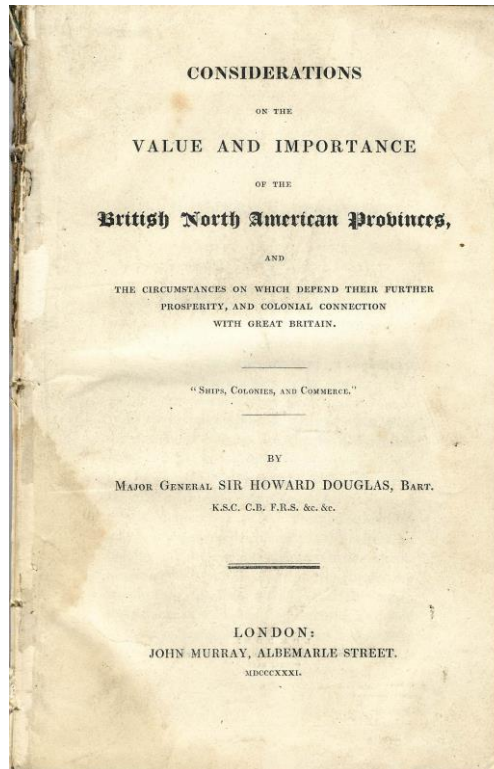 CONSIDERATIONS
ON THE
VALUE AND IMPORTANCE
OF THE
British North American Provinces,
AND
THE CIRCUMSTANCES ON WHICH DEPEND THEIR FURTHER
PROSPERITY, AND COLONIAL CONNECTION
WITH GREAT BRITAIN.
"Ships, Colonies, and Commerce."
BY
Major General SIR HOWARD DOUGLAS, Bart.
K.S.C. C.B. F.R.S. &c. &c.
LONDON:
JOHN MURRAY, ALBEMARLE STREET.
MDCCCXXXI.